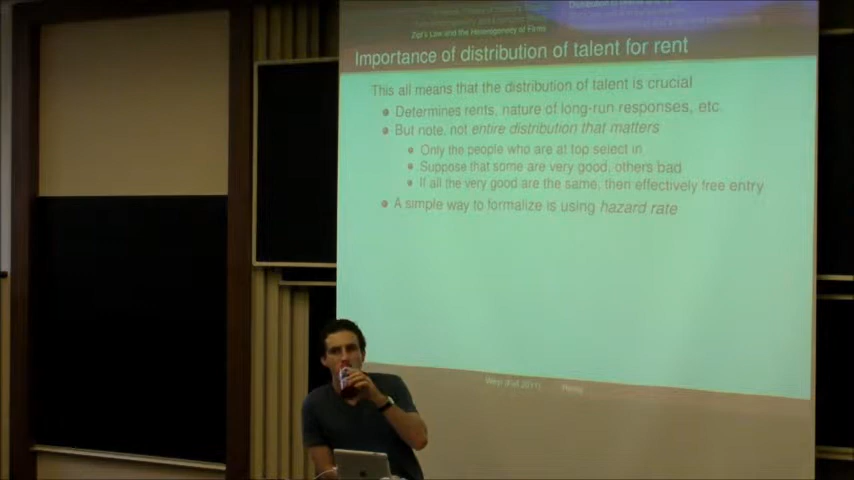 Zipf's Law and the Heterogeneity of Firms
Importance of distribution of talent for rent
This all means that the distribution of talent is crucial
Determines rents, nature of long-run responses, etc.
But note, not entire distribution that matters
Only the people who are at top select in
Suppose that some are very good, others bad
If all the very good are the same, then effectively free entry
A simple way to formalize is using hazard rate
(Fall 2011)